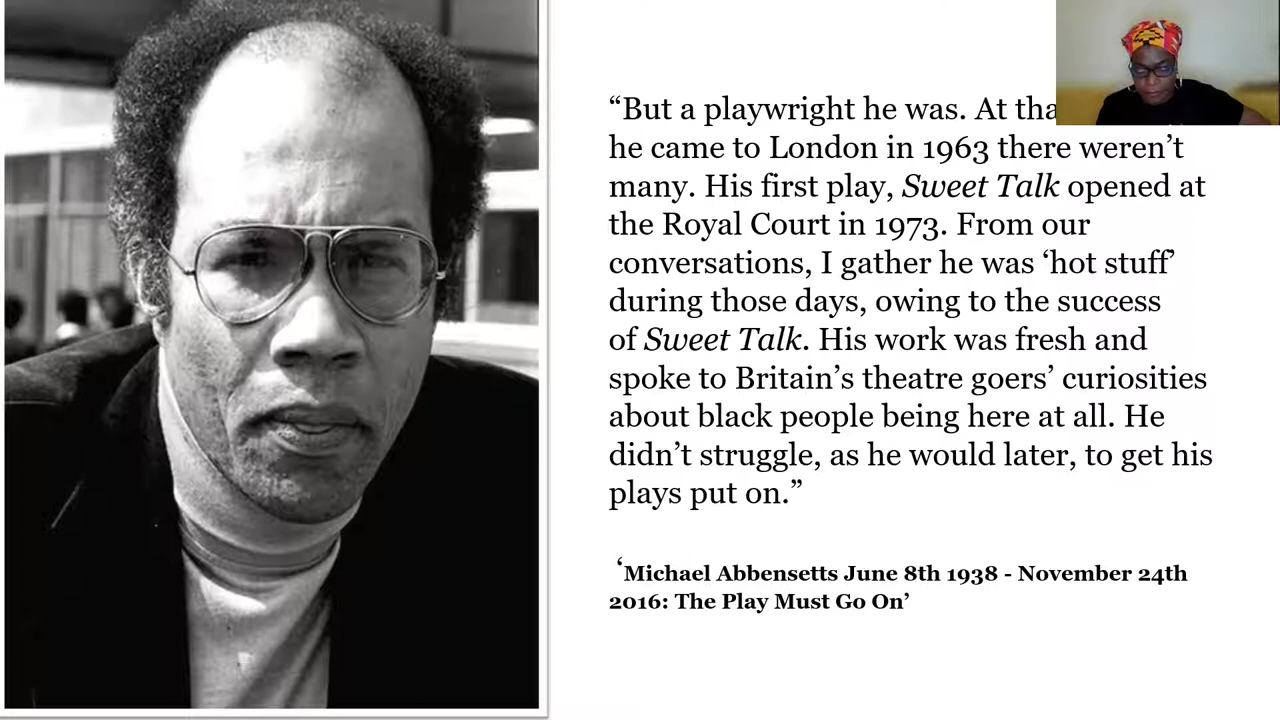 “But a playwright he was. At tha
he came to London in 1963 there weren’t
many. His first play, Sweet Talk opened at
the Royal Court in 1973. From our
conversations, I gather he was ‘hot stuff’
during those days, owing to the success
of Sweet Talk. His work was fresh and
spoke to Britain’s theatre goers’ curiosities
about black people being here at all. He
didn’t struggle, as he would later, to get his
plays put on.”
‘Michael Abbensetts June 8th 1938 - November 24th
2016: The Play Must Go On’